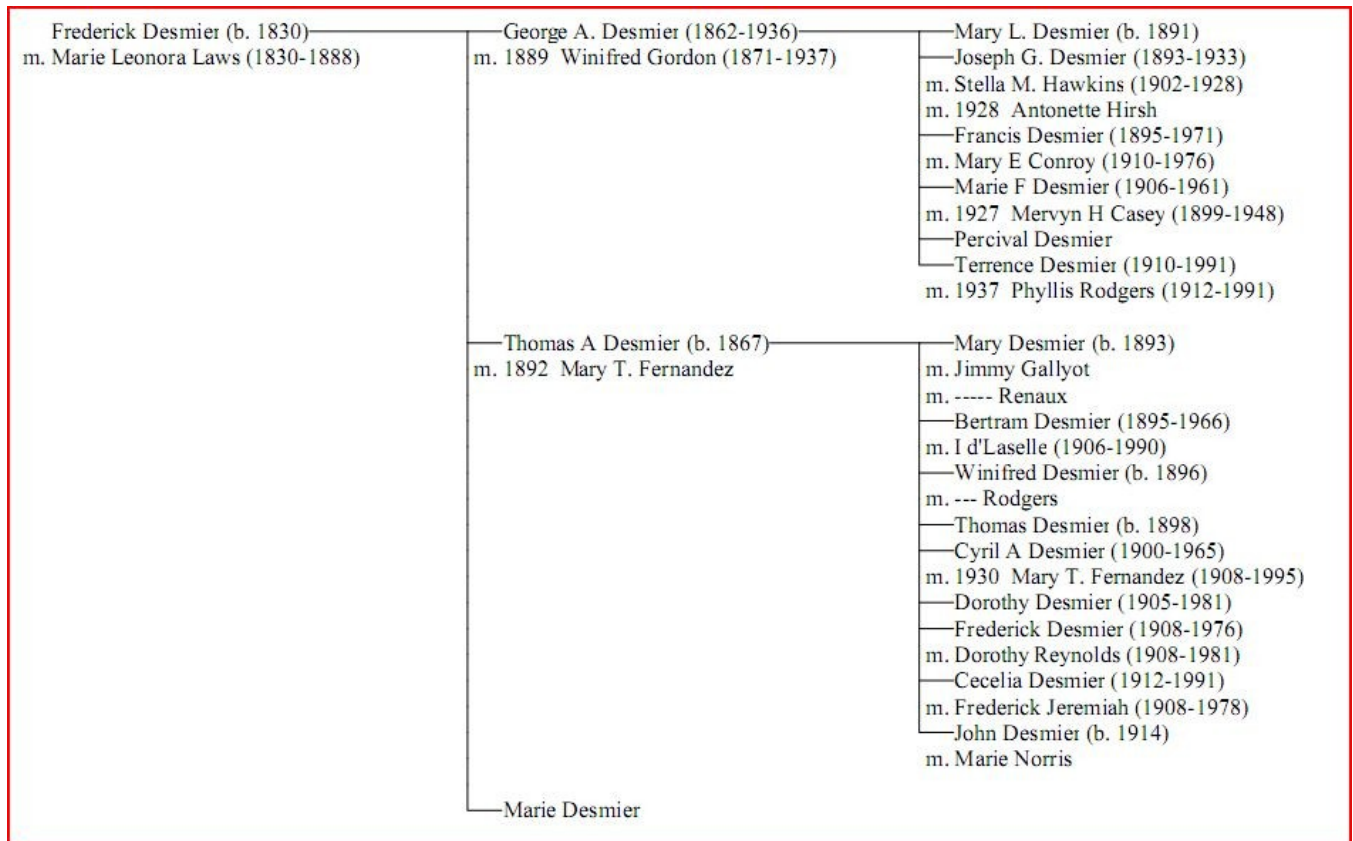 Frederick Desmier (b. 1830)
m. Marie Leonora Laws (1830-1888)
George A. Desmier (1862-1936)
m. 1889 Winifred Gordon (1871-1937)
Mary L. Desmier (b. 1891)
Joseph G. Desmier (1893-1933)
m. Stella M. Hawkins (1902-1928)
m. 1928 Antonette Hirsh
Francis Desmier (1895-1971)
m. Mary E Conroy (1910-1976)
Marie F Desmier (1906-1961)
m. 1927 Mervyn H Casey (1899-1948)
Percival Desmier
Terrence Desmier (1910-1991)
m. 1937 Phyllis Rodgers (1912-1991)
Thomas A Desmier (b. 1867)
m. 1892 Mary T. Fernandez
Mary Desmier (b. 1893)
m. Jimmy Gallyot
m. ----- Renaux
Bertram Desmier (1895-1966)
m. I d'Laselle (1906-1990)
Winifred Desmier (b. 1896)
m. --- Rodgers
Thomas Desmier (b. 1898)
Cyril A Desmier (1900-1965)
m. 1930 Mary T. Fernandez (1908-1995)
Dorothy Desmier (1905-1981)
Frederick Desmier (1908-1976)
m. Dorothy Reynolds (1908-1981)
Cecelia Desmier (1912-1991)
m. Frederick Jeremiah (1908-1978)
John Desmier (b. 1914)
m. Marie Norris
Marie Desmier